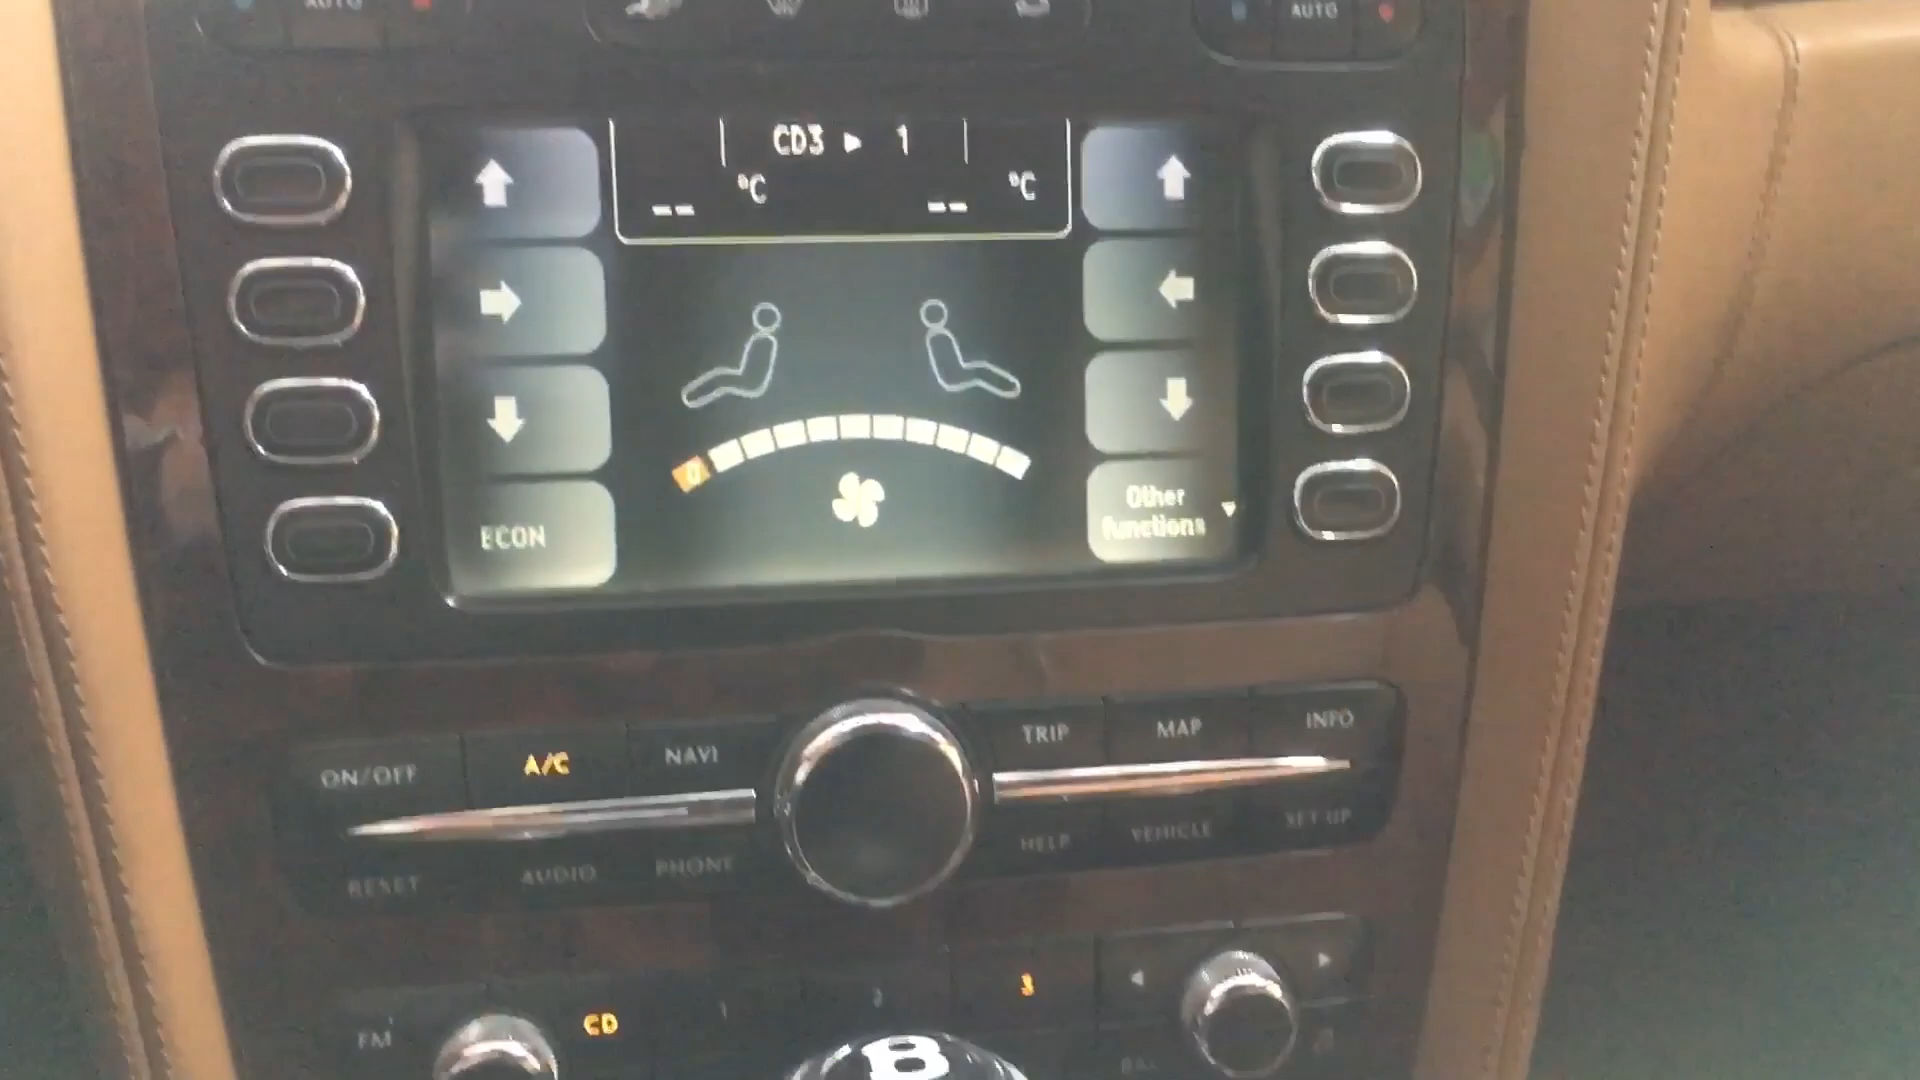 AUTO
AUTO
CD3 ▶ 1
-- °C
-- °C
0
ECON
Other
functions
ON/OFF
A/C
NAVI
TRIP
MAP
INFO
RESET
AUDIO
PHONE
HELP
VEHICLE
SET UP
FM
CD
1
2
3
B